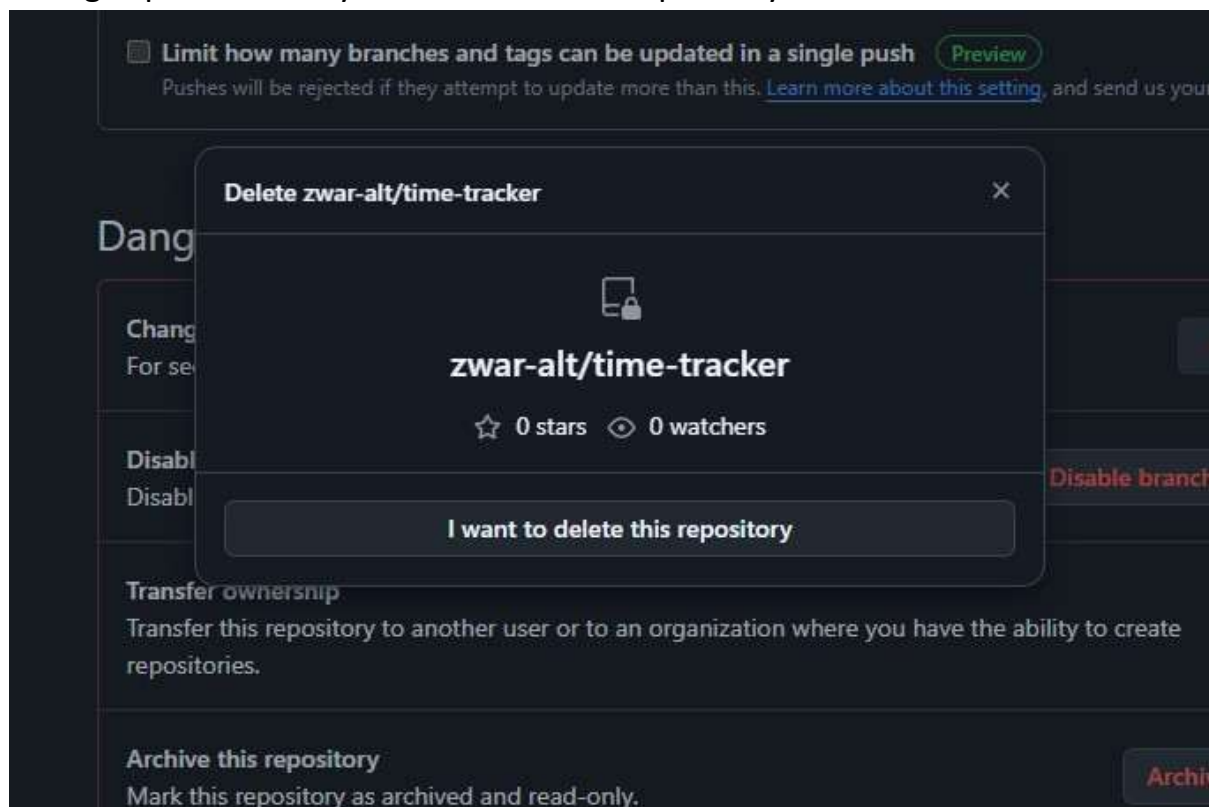 Limit how many branches and tags can be updated in a single push Preview
Pushes will be rejected if they attempt to update more than this. Learn more about this setting, and send us your
Delete zwar-alt/time-tracker
Dang
zwar-alt/time-tracker
Chang
For se
0 stars 0 watchers
Disabl
Disabl
Disable branch
I want to delete this repository
Transfer ownership
Transfer this repository to another user or to an organization where you have the ability to create
repositories.
Archive this repository
Mark this repository as archived and read-only.
Archiv